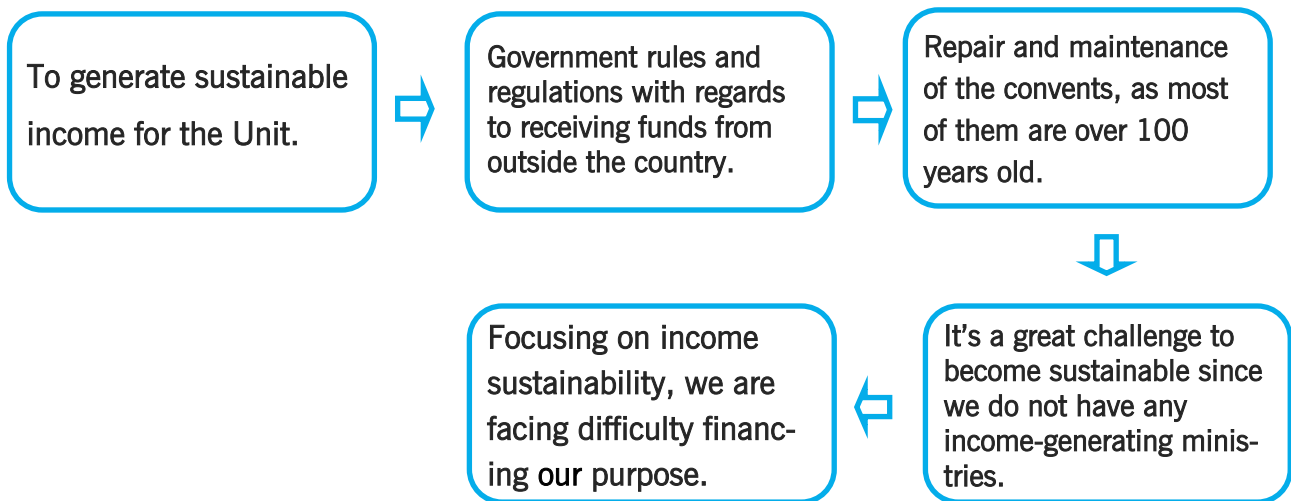 To generate sustainable
income for the Unit.
Government rules and
regulations with regards
to receiving funds from
outside the country.
Repair and maintenance
of the convents, as most
of them are over 100
years old.
It’s a great challenge to
become sustainable since
we do not have any
income-generating minis-
tries.
Focusing on income
sustainability, we are
facing difficulty financ-
ing our purpose.